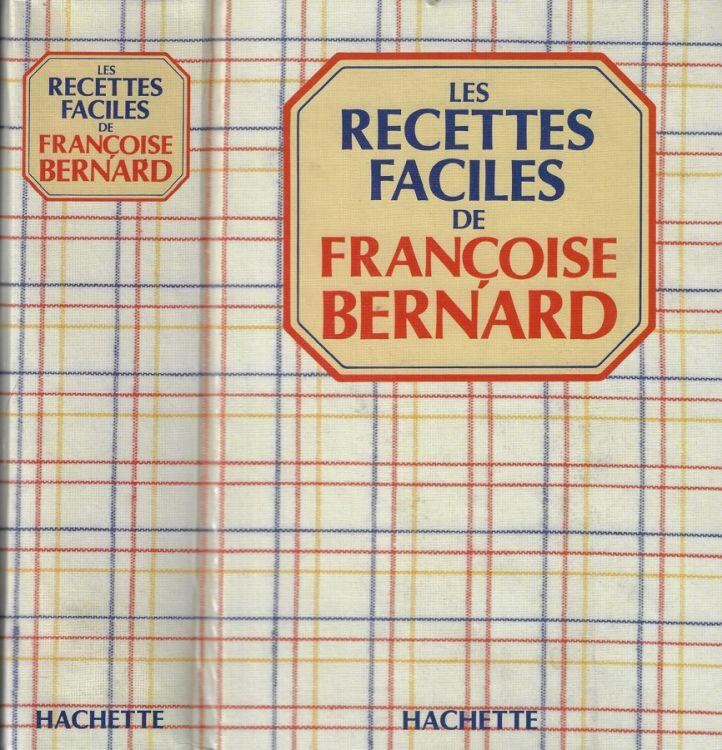 LES
RECETTES
FACILES
DE
FRANÇOISE
BERNARD
HACHETTE
LES
RECETTES
FACILES
DE
FRANÇOISE
BERNARD
HACHETTE